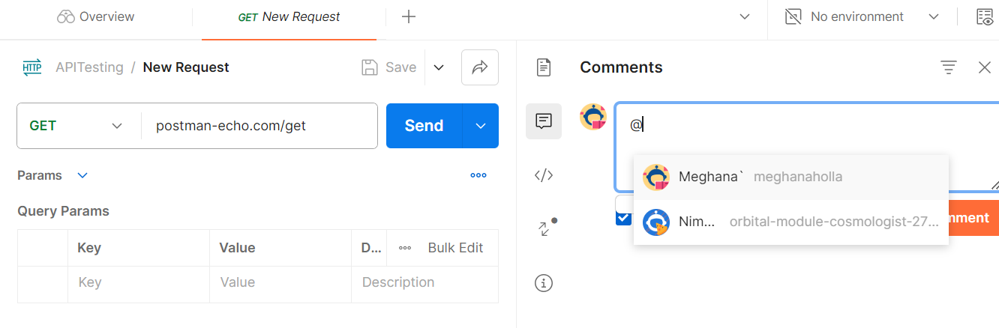 Overview
GET New Request
No environment
HTTP
APITesting / New Request
Save
GET
postman-echo.com/get
Send
Params
Query Params
Key Value D... Bulk Edit
Key Value Description
Comments
@
Meghana` meghanaholla
Nim... orbital-module-cosmologist-27...